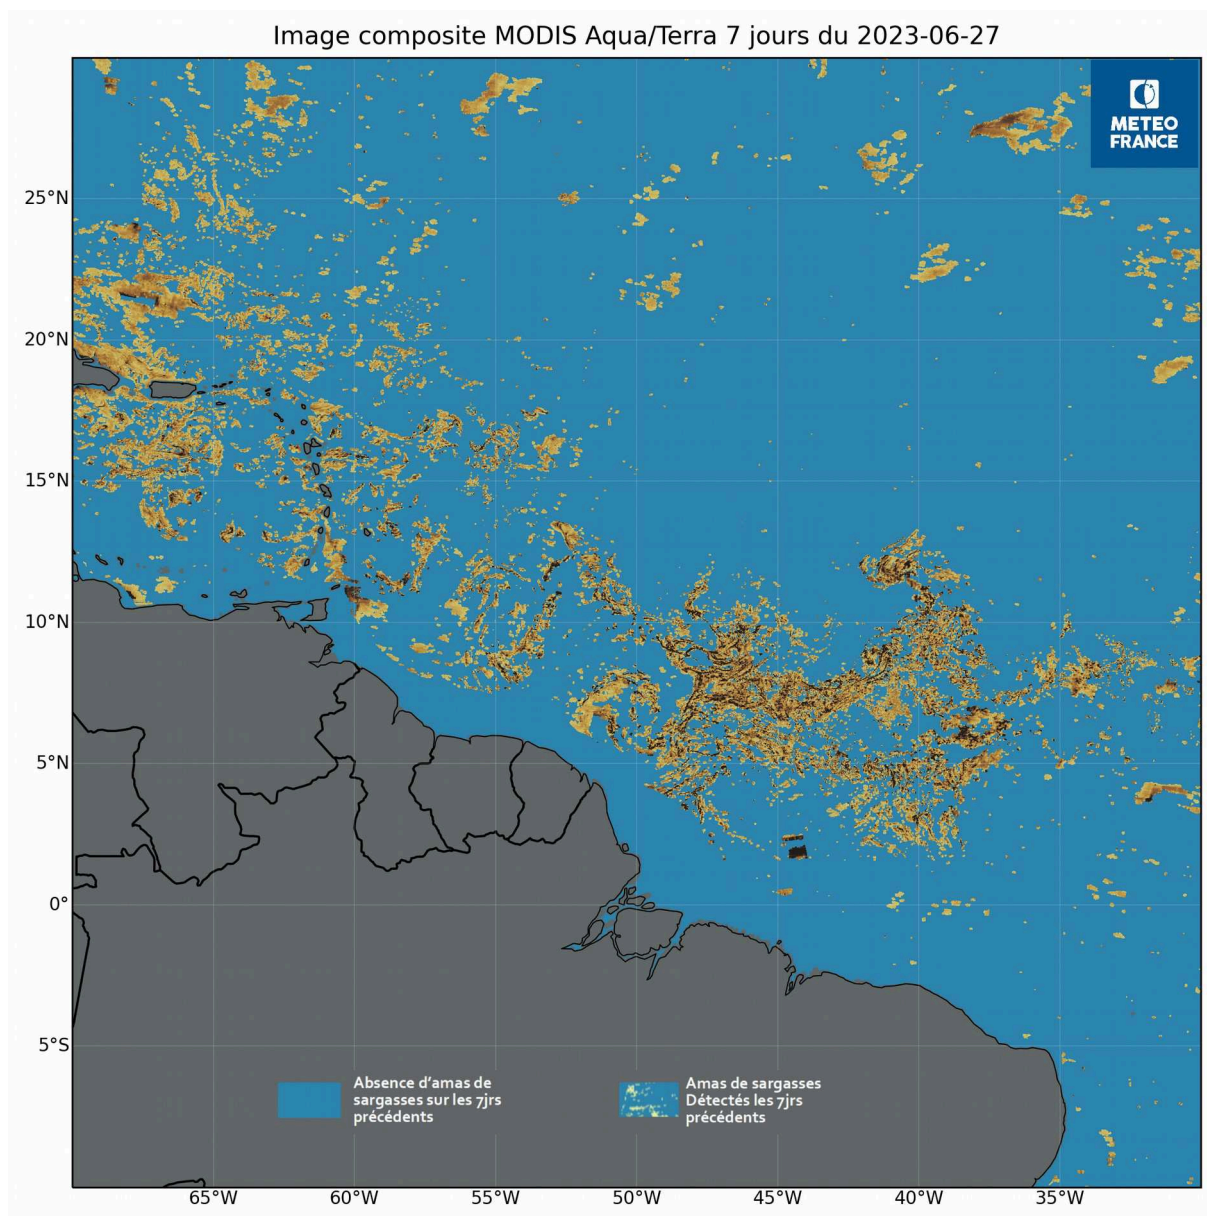 Image composite MODIS Aqua/Terra 7 jours du 2023-06-27
METEO
FRANCE
25°N
20°N
15°N
10°N
5°N
0°
5°S
Absence d'amas de
sargasses sur les 7jrs
précédents
Amas de sargasses
Détectés les 7jrs
précédents
65°W
60°W
55°W
50°W
45°W
40°W
35°W